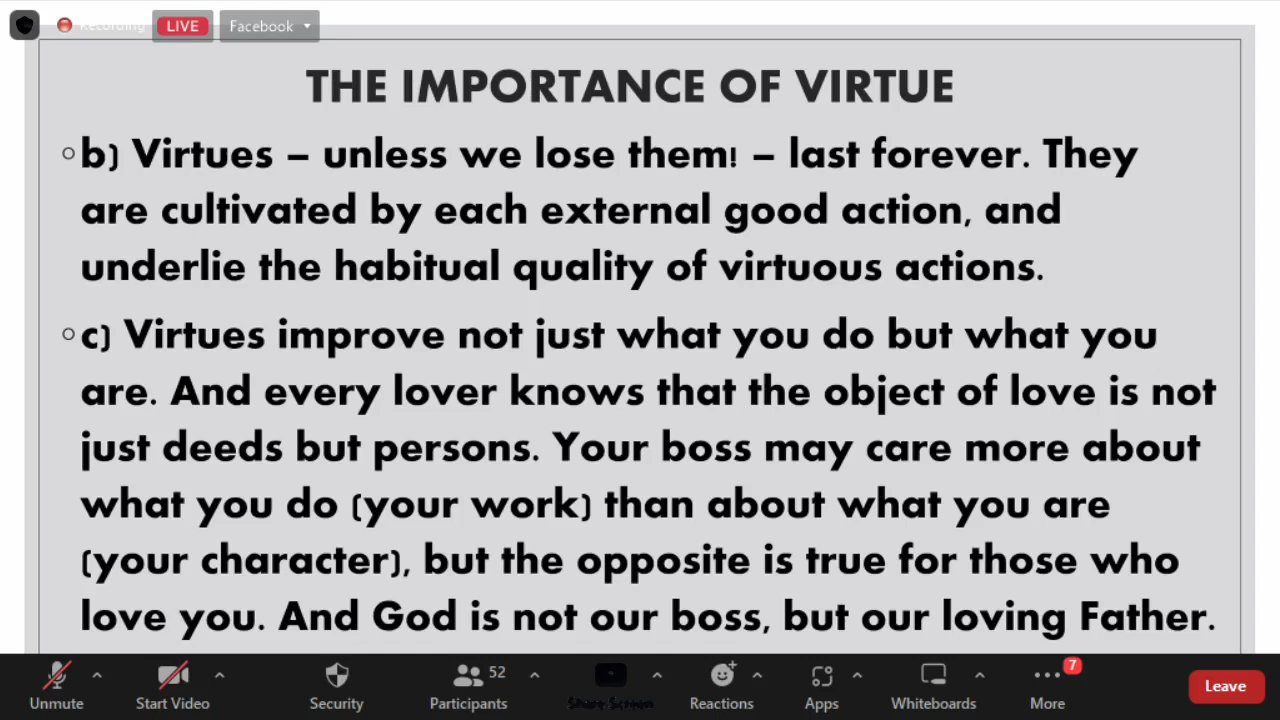 Recording LIVE Facebook
THE IMPORTANCE OF VIRTUE
b) Virtues – unless we lose them! – last forever. They
are cultivated by each external good action, and
underlie the habitual quality of virtuous actions.
c) Virtues improve not just what you do but what you
are. And every lover knows that the object of love is not
just deeds but persons. Your boss may care more about
what you do (your work) than about what you are
(your character), but the opposite is true for those who
love you. And God is not our boss, but our loving Father.
52 7
Unmute Start Video Security Participants Share Screen Reactions Apps Whiteboards More Leave